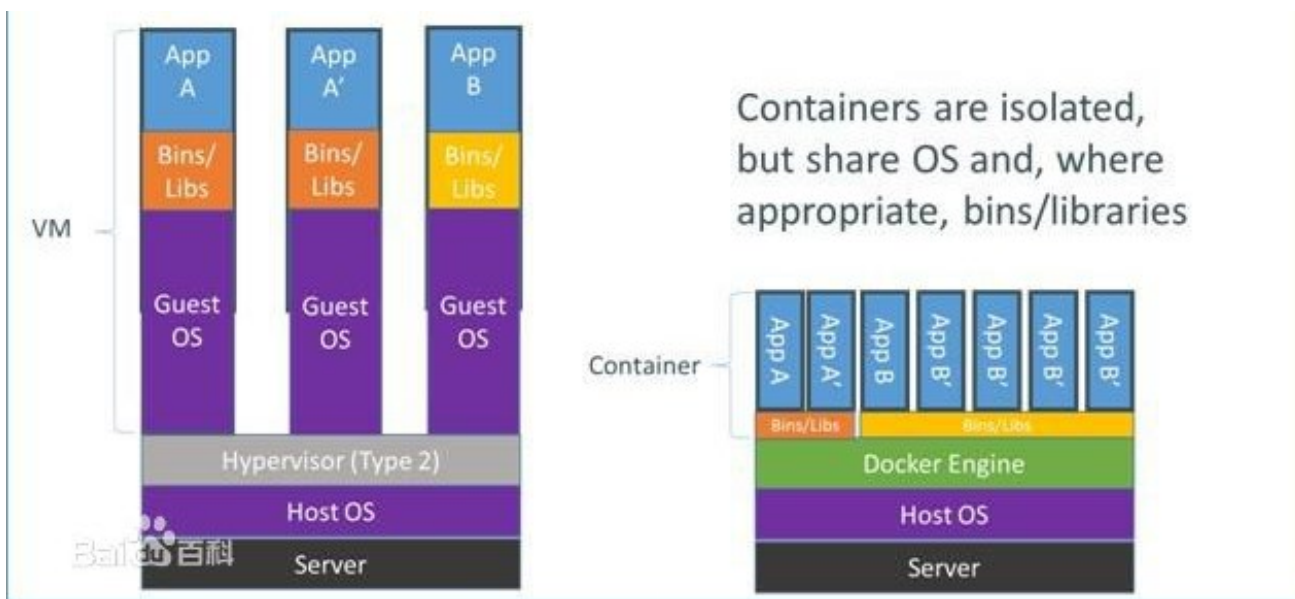 App
A
App
A'
App
B
Bins/
Libs
Bins/
Libs
Bins/
Libs
VM
Guest
OS
Guest
OS
Guest
OS
Hypervisor (Type 2)
Host OS
Server
Baidu百科
Containers are isolated,
but share OS and, where
appropriate, bins/libraries
Container
App A
App A'
App B
App B'
App B'
App B'
App B'
Bins/Libs
Bins/Libs
Docker Engine
Host OS
Server